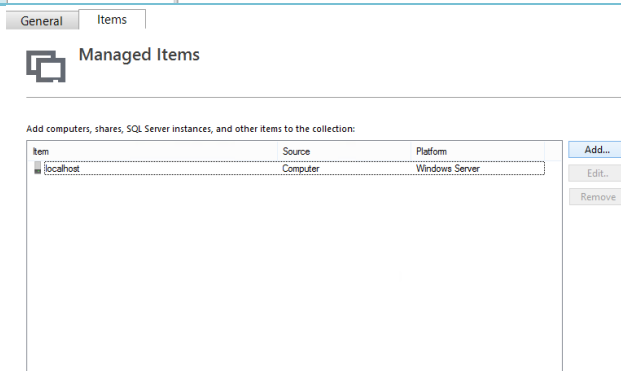 General Items
Managed Items
Add computers, shares, SQL Server instances, and other items to the collection:
Item Source Platform Add...
localhost Computer Windows Server
Edit..
Remove